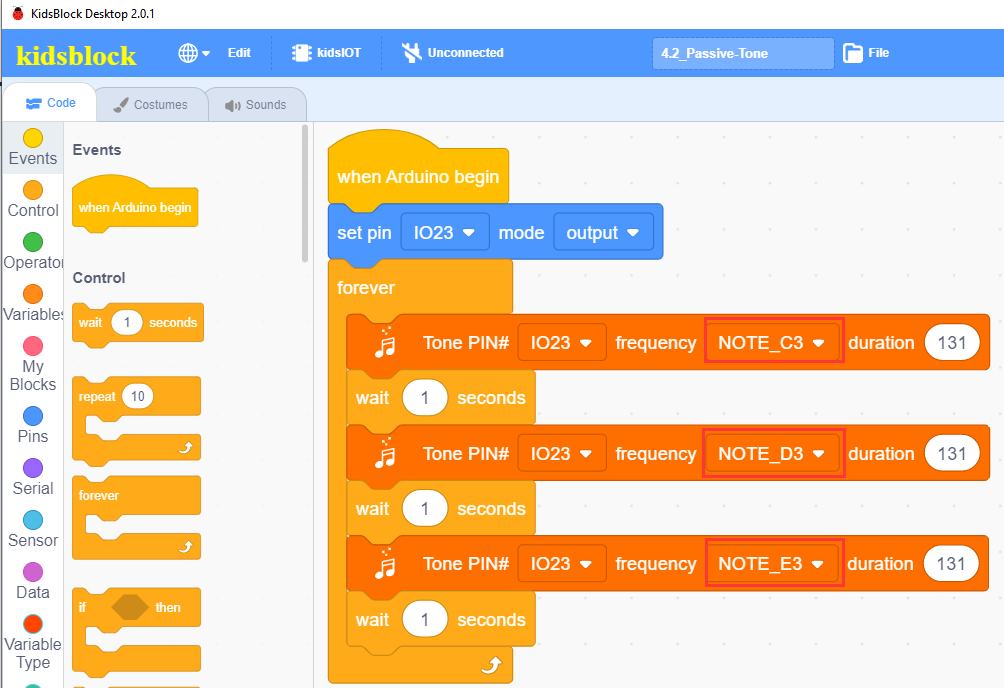 KidsBlock Desktop 2.0.1
kidsblock
Edit
kidsIOT
Unconnected
4.2_Passive-Tone
File
Code
Costumes
Sounds
Events
Control
Operator
Variables
My
Blocks
Pins
Serial
Sensor
Data
Variable
Type
Events
when Arduino begin
Control
wait 1 seconds
repeat 10
forever
if then
when Arduino begin
set pin IO23 mode output
forever
Tone PIN# IO23 frequency NOTE_C3 duration 131
wait 1 seconds
Tone PIN# IO23 frequency NOTE_D3 duration 131
wait 1 seconds
Tone PIN# IO23 frequency NOTE_E3 duration 131
wait 1 seconds